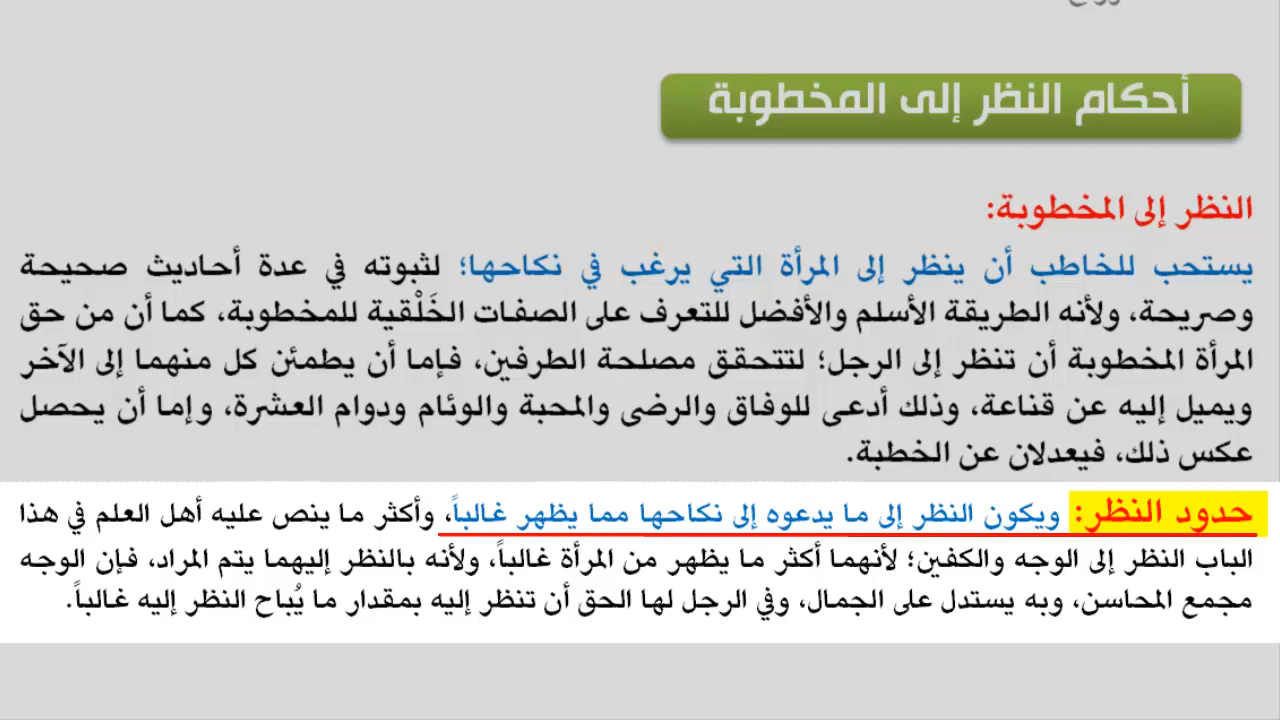 أحكام النظر إلى المخطوبة
النظر إلى المخطوبة:
يستحب للخاطب أن ينظر إلى المرأة التي يرغب في نكاحها؛ لثبوته في عدة أحاديث صحيحة
وصريحة، ولأنه الطريقة الأسلم والأفضل للتعرف على الصفات الخَلْقية للمخطوبة، كما أن من حق
المرأة المخطوبة أن تنظر إلى الرجل؛ لتتحقق مصلحة الطرفين، فإما أن يطمئن كل منهما إلى الآخر
ويميل إليه عن قناعة، وذلك أدعى للوفاق والرضى والمحبة والوئام ودوام العشرة، وإما أن يحصل
عكس ذلك، فيعدلان عن الخطبة.
حدود النظر: ويكون النظر إلى ما يدعوه إلى نكاحها مما يظهر غالباً، وأكثر ما ينص عليه أهل العلم في هذا
الباب النظر إلى الوجه والكفين؛ لأنهما أكثر ما يظهر من المرأة غالباً، ولأنه بالنظر إليهما يتم المراد، فإن الوجه
مجمع المحاسن، وبه يستدل على الجمال، وفي الرجل لها الحق أن تنظر إليه بمقدار ما يُباح النظر إليه غالباً.